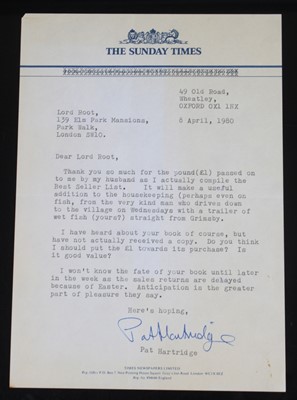 THE SUNDAY TIMES
49 Old Road,
Wheatley,
OXFORD OX1 1NZ
Lord Root,
139 Elm Park Mansions,
Park Walk,
London SW10.
8 April, 1980
Dear Lord Root,
Thank you so much for the pound(£1) passed on
to me by my husband as I actually compile the
Best Seller List. It will make a useful
addition to the housekeeping (perhaps even on
fish, from the very kind man who drives down
to the village on Wednesdays with a trailer of
wet fish (yours?) straight from Grimsby.
I have heard about your book of course, but
have not actually received a copy. Do you think
I should put the £1 towards its purchase? Is
it good value?
I won't know the fate of your book until later
in the week as the sales returns are delayed
because of Easter. Anticipation is the greater
part of pleasure they say.
Here's hoping,
Pat Hartridge
Pat Hartridge
TIMES NEWSPAPERS LIMITED